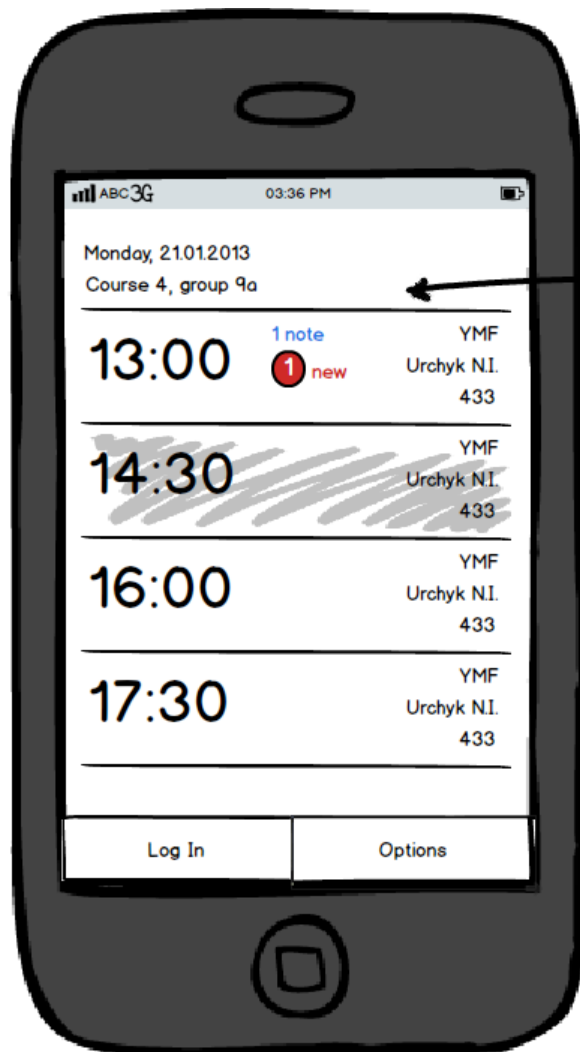 ABC 3G 03:36 PM
Monday, 21.01.2013
Course 4, group 9a
13:00
1 note
1 new
YMF
Urchyk N.I.
433
14:30
YMF
Urchyk N.I.
433
16:00
YMF
Urchyk N.I.
433
17:30
YMF
Urchyk N.I.
433
Log In
Options